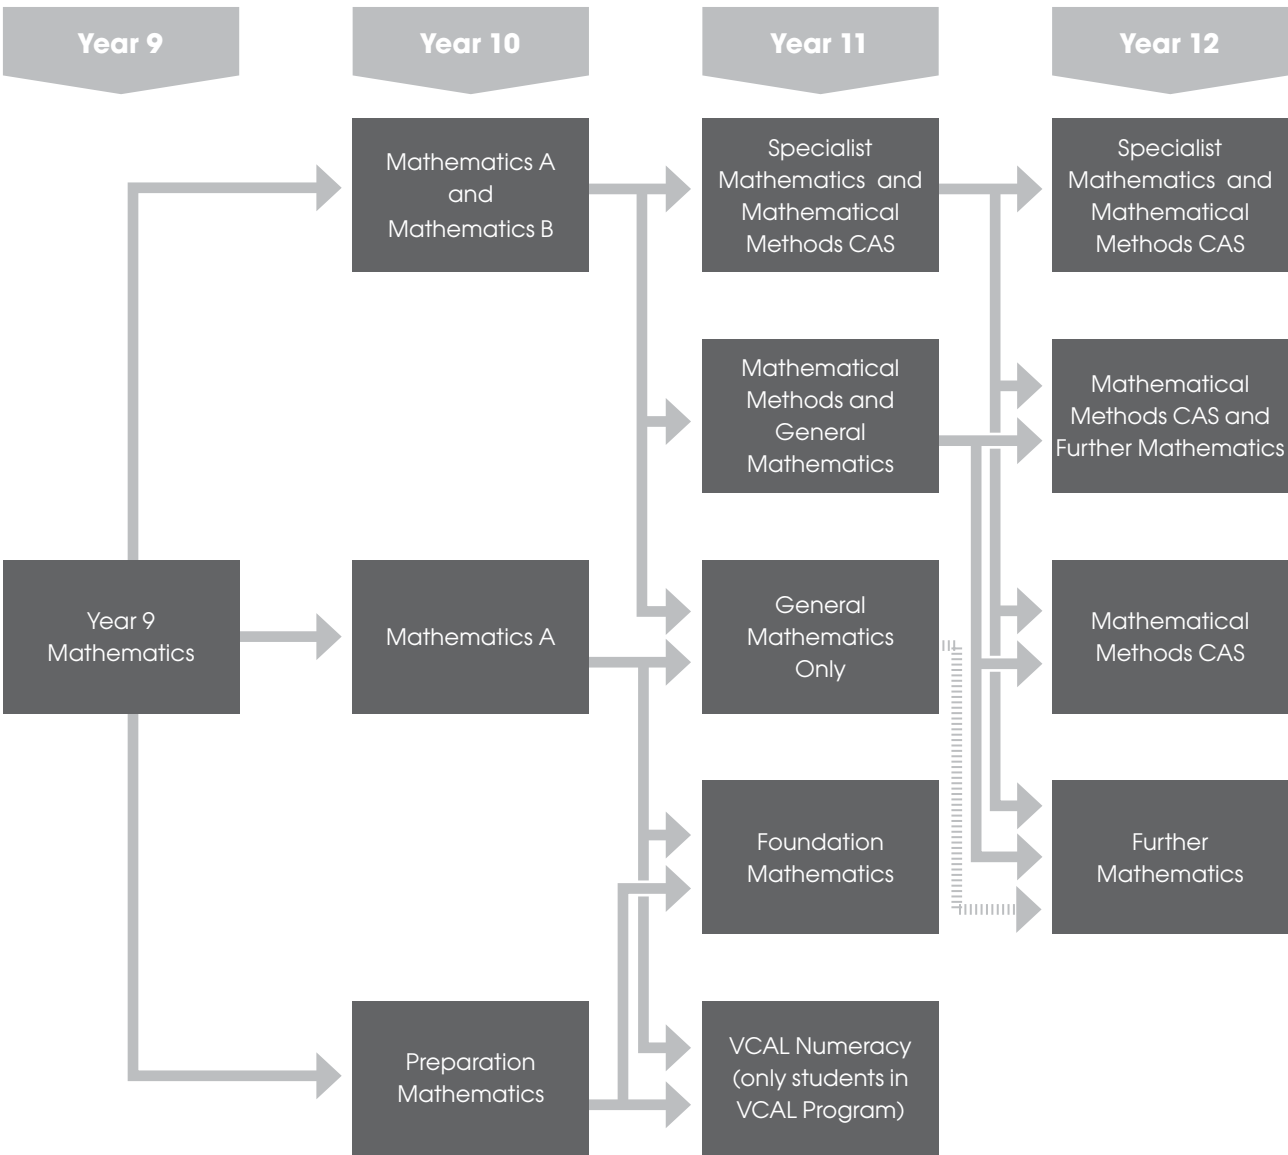 Year 9
Year 10
Year 11
Year 12
Mathematics A
and
Mathematics B
Specialist
Mathematics and
Mathematical
Methods CAS
Specialist
Mathematics and
Mathematical
Methods CAS
Mathematical
Methods and
General
Mathematics
Mathematical
Methods CAS and
Further Mathematics
Year 9
Mathematics
Mathematics A
General
Mathematics
Only
Mathematical
Methods CAS
Foundation
Mathematics
Further
Mathematics
Preparation
Mathematics
VCAL Numeracy
(only students in
VCAL Program)